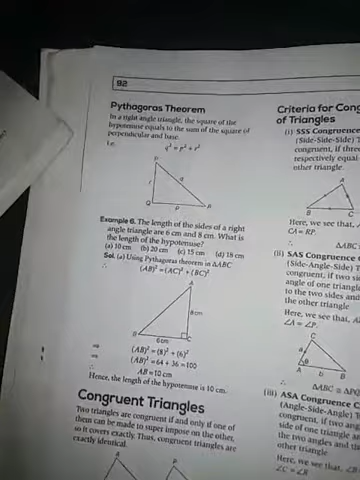 92
Pythagoras Theorem
In a right angle triangle, the square of the
hypotenuse equals to the sum of the square of
perpendicular and base.
i.e.
q² = p² + r²
P
r
q
Q
p
R
Example 6. The length of the sides of a right
angle triangle are 6 cm and 8 cm. What is
the length of the hypotenuse?
(a) 10 cm (b) 20 cm (c) 15 cm (d) 18 cm
Sol. (a) Using Pythagoras theorem in ΔABC
∴ (AB)² = (AC)² + (BC)²
A
8 cm
B
C
6 cm
⇒ (AB)² = (8)² + (6)²
⇒ (AB)² = 64 + 36 = 100
∴ AB = 10 cm
Hence, the length of the hypotenuse is 10 cm.
Congruent Triangles
Two triangles are congruent if and only if one of
them can be made to super impose on the other,
so it covers exactly. Thus, congruent triangles are
exactly identical.
A
P
Criteria for Cong
of Triangles
(i) SSS Congruence
(Side-Side-Side)
congruent, if three
respectively equal
other triangle.
A
B
C
Here, we see that,
CA = RP.
∴ ΔABC
(ii) SAS Congruence
(Side-Angle-Side)
congruent, if two si
angle of one triangle
to the two sides and
the other triangle
Here, we see that,
∠A = ∠P.
C
a
θ
A
b
B
∴ ΔABC ≅ ΔPQ
(iii) ASA Congruence C
(Angle-Side-Angle)
congruent, if two ang
side of one triangle a
the two angles and th
other triangle
Here, we see that, ∠B
∠C = ∠R